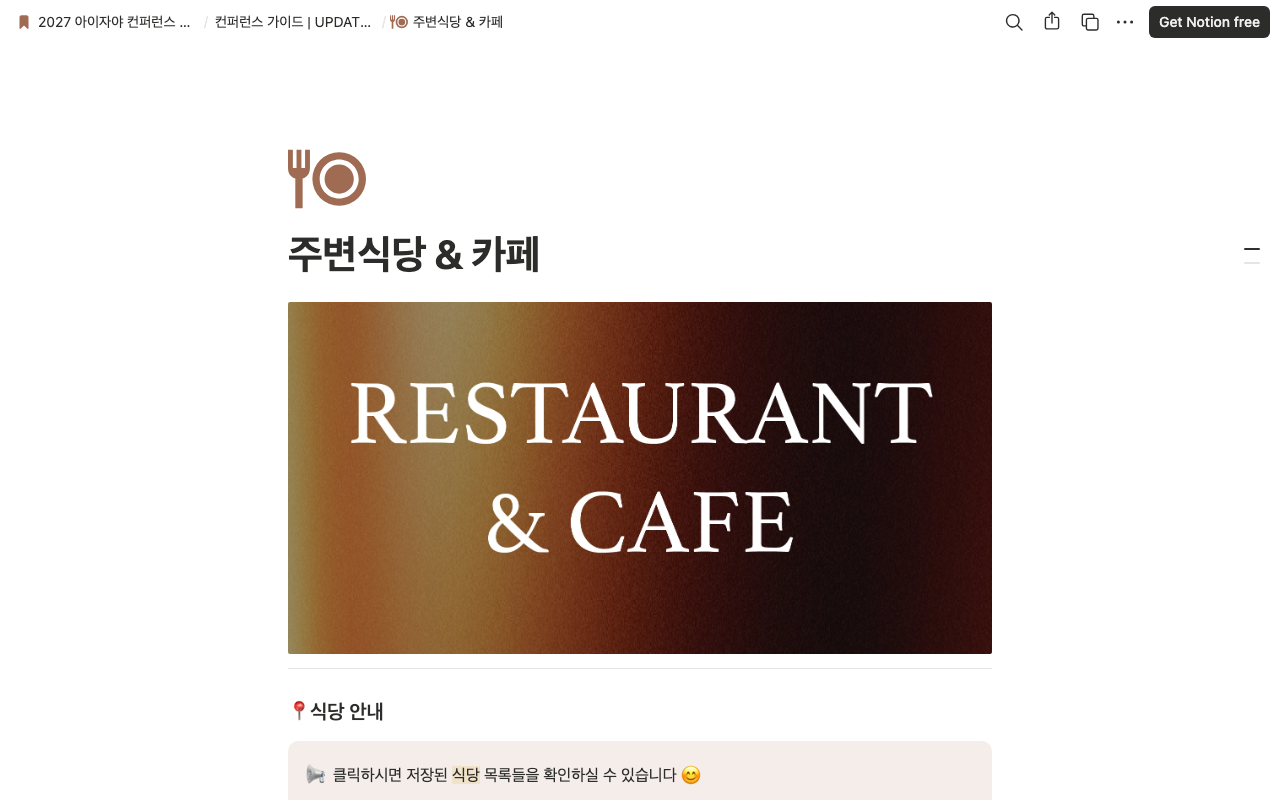 2027 아이자야 컨퍼런스 ... / 컨퍼런스 가이드 | UPDAT... / 주변식당 & 카페
Get Notion free
주변식당 & 카페
RESTAURANT
& CAFE
📍식당 안내
📢 클릭하시면 저장된 식당 목록들을 확인하실 수 있습니다 😊